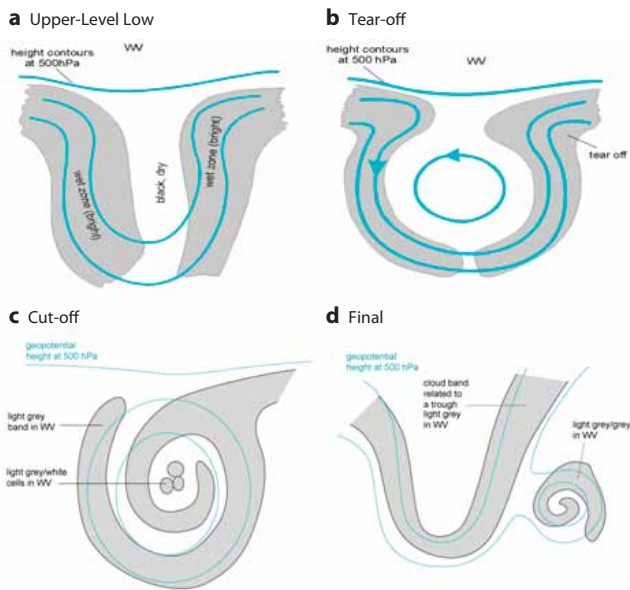 a Upper-Level Low
WV
height contours
at 500hPa
wet zone (bright)
black, dry
wet zone (bright)
b Tear-off
height contours
at 500 hPa
WV
tear off
c Cut-off
geopotential
height at 500 hPa
light grey
band in WV
light grey/white
cells in WV
d Final
geopotential
height at 500 hPa
cloud band
related to
a trough
light grey
in WV
light grey/grey
in WV